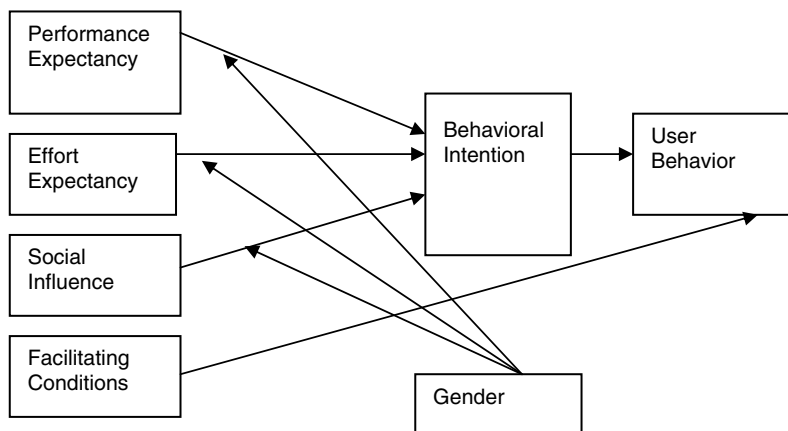 Performance
Expectancy
Effort
Expectancy
Social
Influence
Facilitating
Conditions
Behavioral
Intention
User
Behavior
Gender